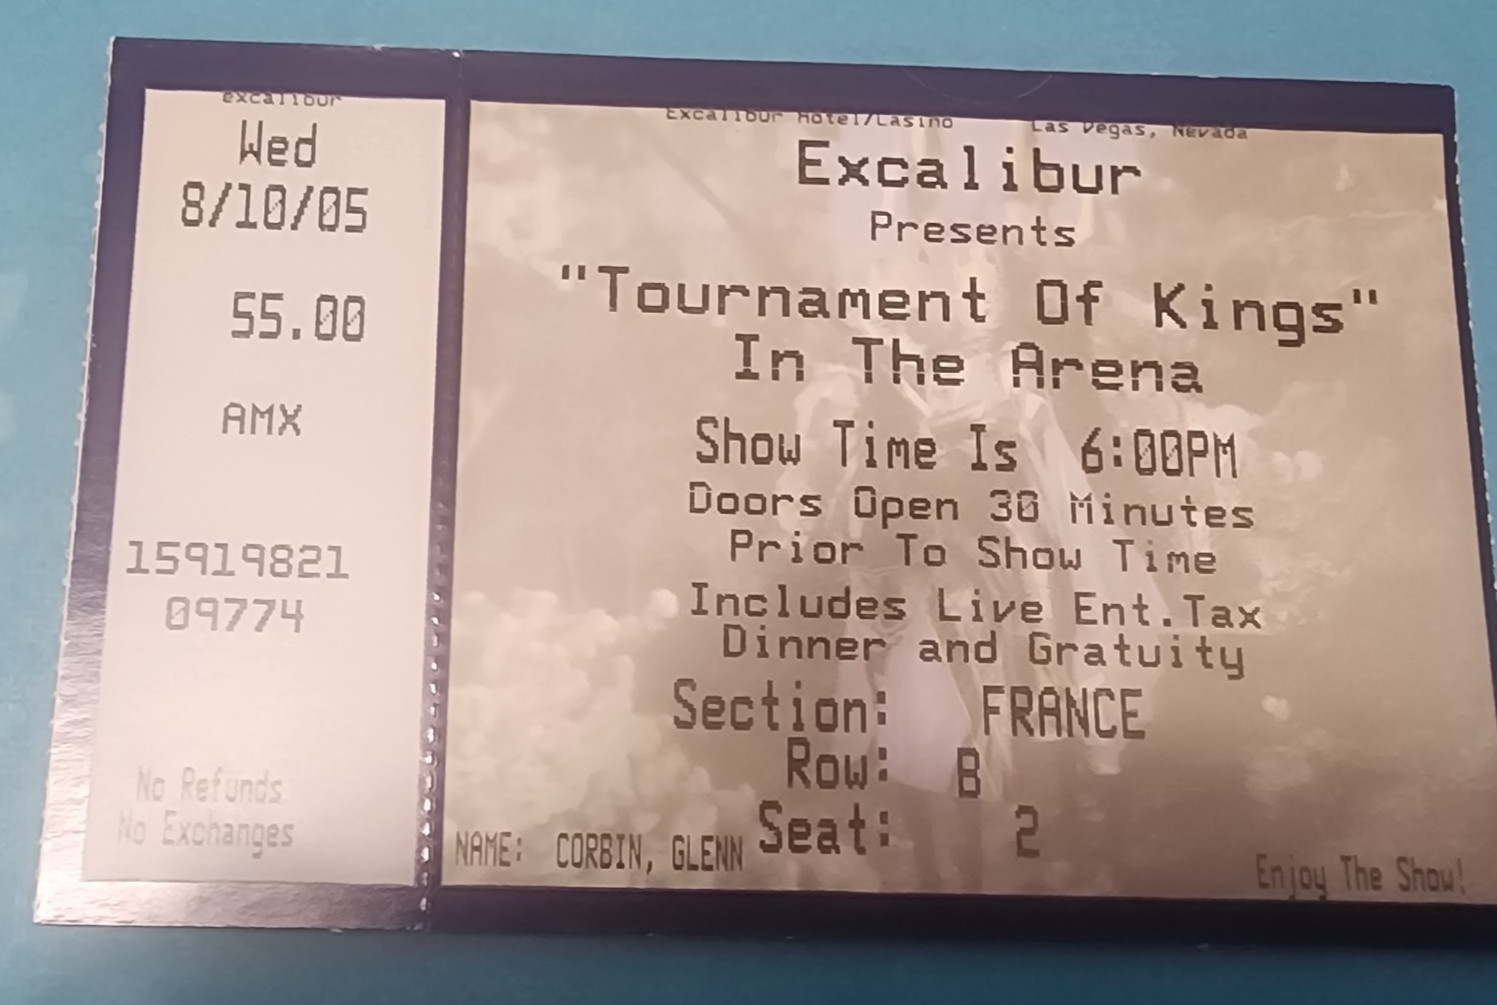 excalibur
Wed
8/10/05
55.00
AMX
15919821
09774
No Refunds
No Exchanges
Excalibur Hotel/Casino Las Vegas, Nevada
Excalibur
Presents
"Tournament Of Kings"
In The Arena
Show Time Is 6:00PM
Doors Open 30 Minutes
Prior To Show Time
Includes Live Ent.Tax
Dinner and Gratuity
Section: FRANCE
Row: B
Seat: 2
NAME: CORBIN, GLENN
Enjoy The Show!